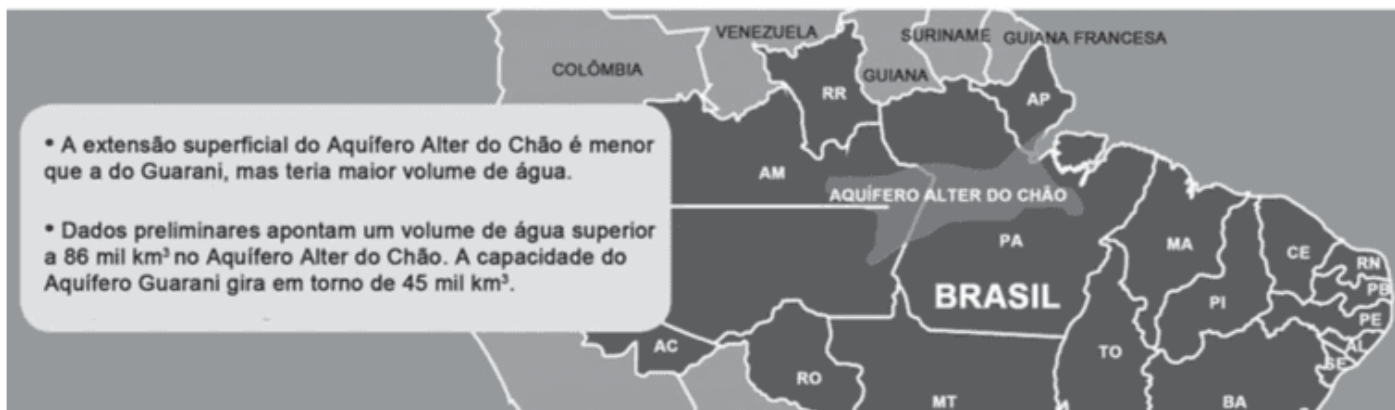 VENEZUELA
SURINAME
GUIANA FRANCESA
COLÔMBIA
GUIANA
RR
AP
• A extensão superficial do Aquífero Alter do Chão é menor
que a do Guarani, mas teria maior volume de água.
• Dados preliminares apontam um volume de água superior
a 86 mil km³ no Aquífero Alter do Chão. A capacidade do
Aquífero Guarani gira em torno de 45 mil km³.
AM
AQUÍFERO ALTER DO CHÃO
PA
MA
CE
RN
PB
BRASIL
PI
PE
AL
SE
AC
RO
TO
MT
BA